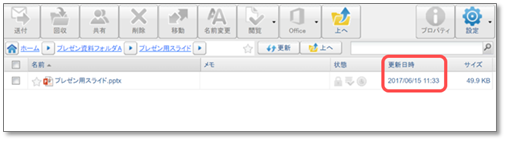 送付 回収 共有 削除 移動 名前変更 閲覧 Office 上へ プロパティ 設定
ホーム プレゼン資料フォルダA プレゼン用スライド 更新 上へ
名前 メモ 状態 更新日時 サイズ
プレゼン用スライド.pptx 2017/06/15 11:33 49.9 KB